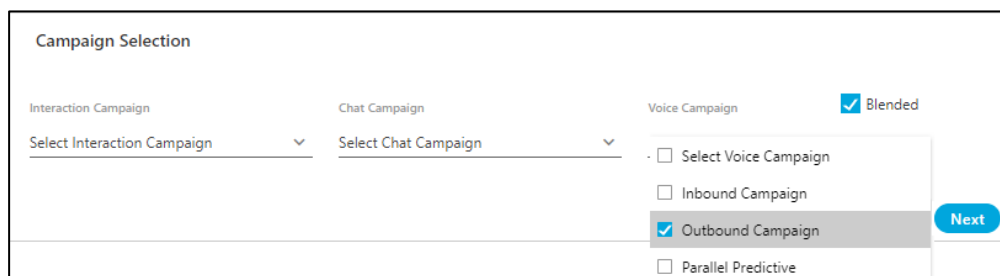 Campaign Selection
Interaction Campaign
Chat Campaign
Voice Campaign
Blended
Select Interaction Campaign
Select Chat Campaign
Select Voice Campaign
Inbound Campaign
Outbound Campaign
Next
Parallel Predictive